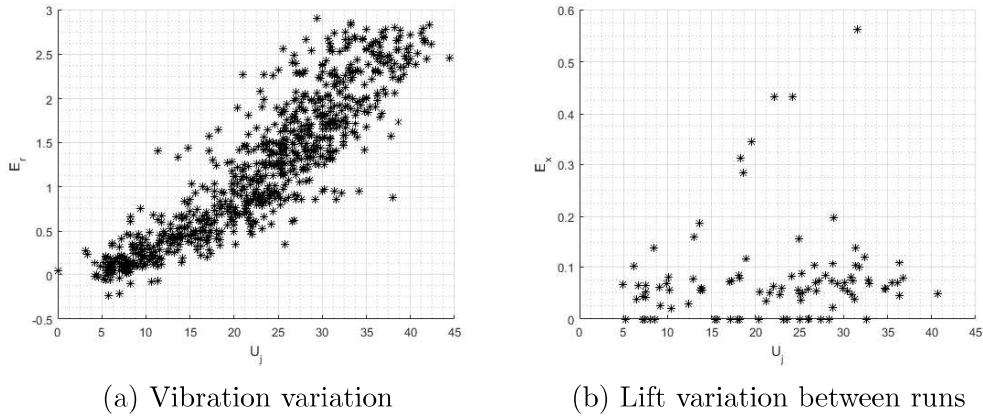 3
2.5
2
1.5
1
0.5
0
-0.5
E_r
0 5 10 15 20 25 30 35 40 45
U_j
0.6
0.5
0.4
0.3
0.2
0.1
0
E_x
0 5 10 15 20 25 30 35 40 45
U_j
(a) Vibration variation
(b) Lift variation between runs